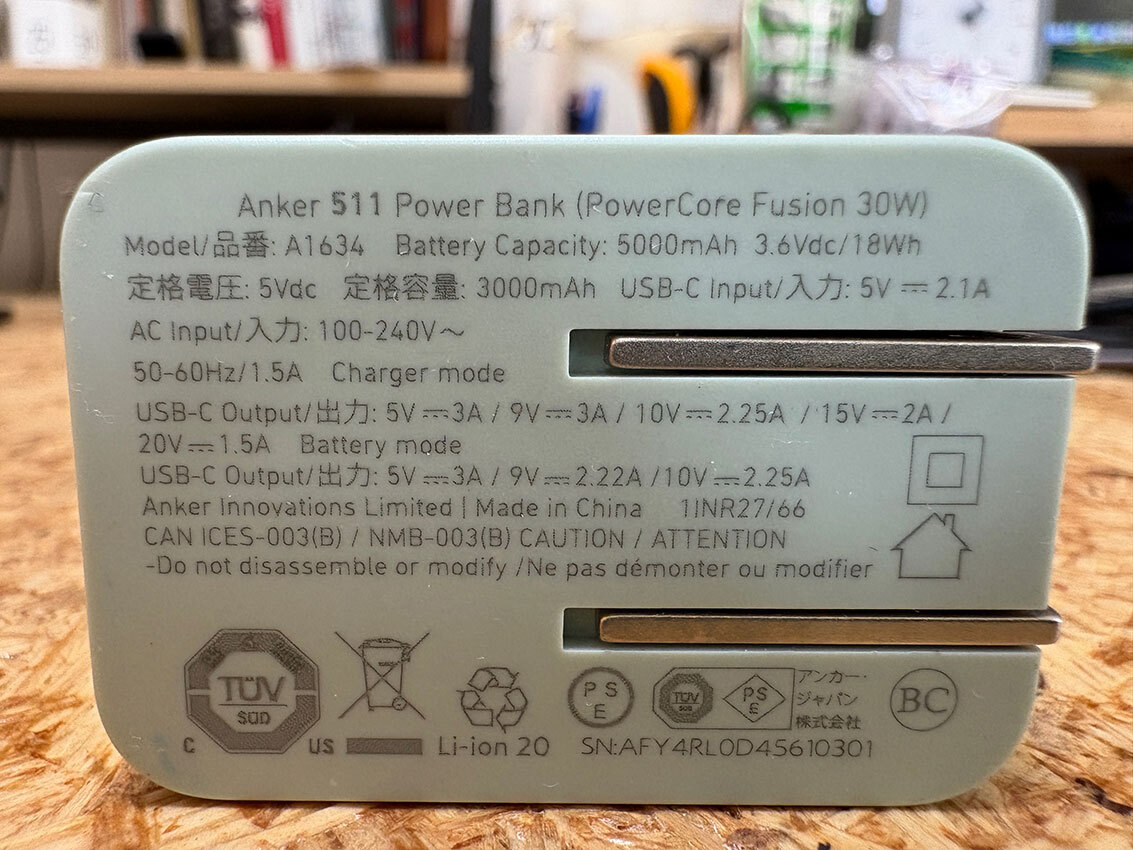 Anker 511 Power Bank (PowerCore Fusion 30W)
Model/品番: A1634 Battery Capacity: 5000mAh 3.6Vdc/18Wh
定格電圧: 5Vdc 定格容量: 3000mAh USB-C Input/入力: 5V⎓2.1A
AC Input/入力: 100-240V~
50-60Hz/1.5A Charger mode
USB-C Output/出力: 5V⎓3A / 9V⎓3A / 10V⎓2.25A / 15V⎓2A /
20V⎓1.5A Battery mode
USB-C Output/出力: 5V⎓3A / 9V⎓2.22A /10V⎓2.25A
Anker Innovations Limited | Made in China 1INR27/66
CAN ICES-003(B) / NMB-003(B) CAUTION / ATTENTION
-Do not disassemble or modify /Ne pas démonter ou modifier
TÜV
SÜD
C US
Li-ion 20
PS
E
TÜV
SÜD
PS
E
アンカー・
ジャパン
株式会社
BC
SN:AFY4RL0D45610301